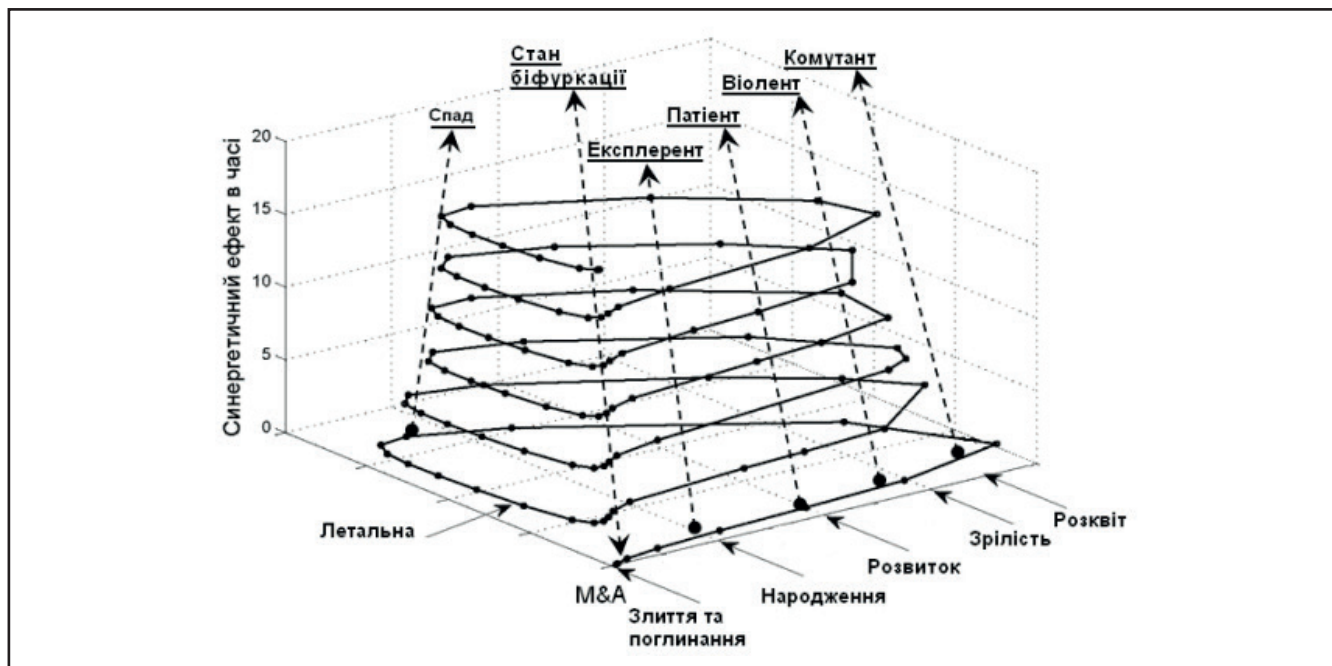 Стан
біфуркації
Комутант
Віолент
Спад
Патієнт
Експлерент
Синергетичний ефект в часі
20
15
10
5
0
Летальна
Розквіт
Зрілість
Розвиток
Народження
M&A
Злиття та
поглинання